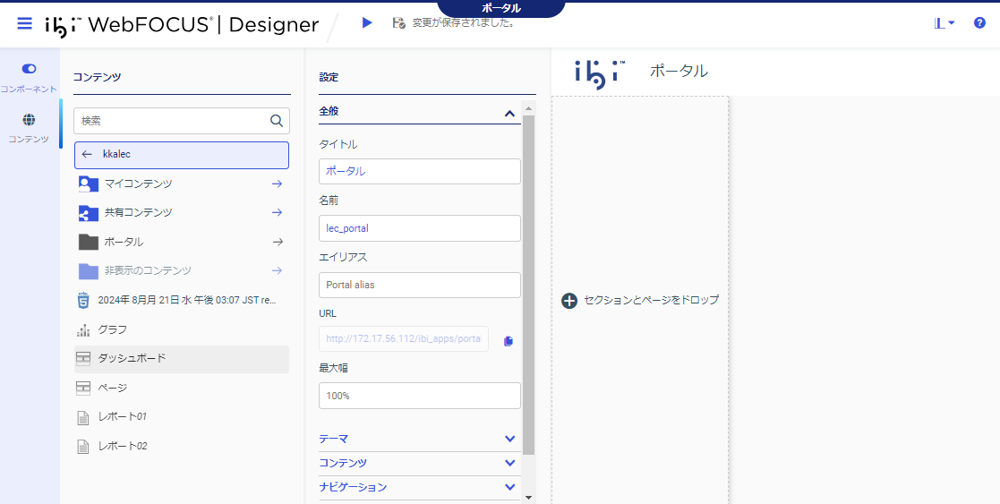 ポータル
ibi™ WebFOCUS® | Designer
変更が保存されました。
L
コンポーネント
コンテンツ
コンテンツ
検索
kkalec
マイコンテンツ
共有コンテンツ
ポータル
非表示のコンテンツ
2024年 8月月 21日 水 午後 03:07 JST re...
グラフ
ダッシュボード
ページ
レポート01
レポート02
設定
全般
タイトル
ポータル
名前
lec_portal
エイリアス
Portal alias
URL
http://172.17.56.112/ibi_apps/porta
最大幅
100%
テーマ
コンテンツ
ナビゲーション
ibi™ ポータル
セクションとページをドロップ